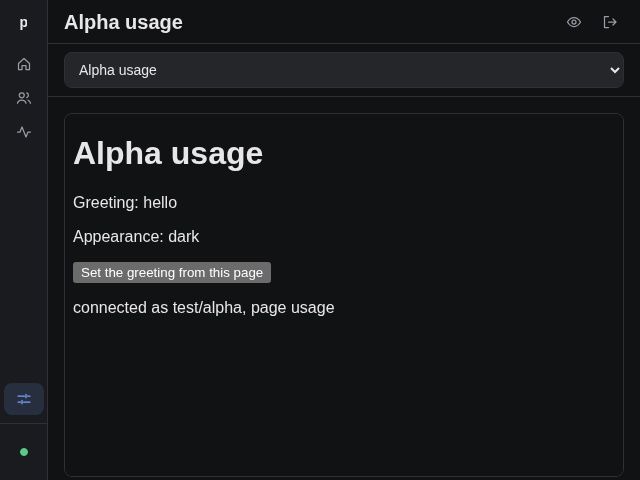 p
Alpha usage
Alpha usage
Alpha usage
Greeting: hello
Appearance: dark
Set the greeting from this page
connected as test/alpha, page usage